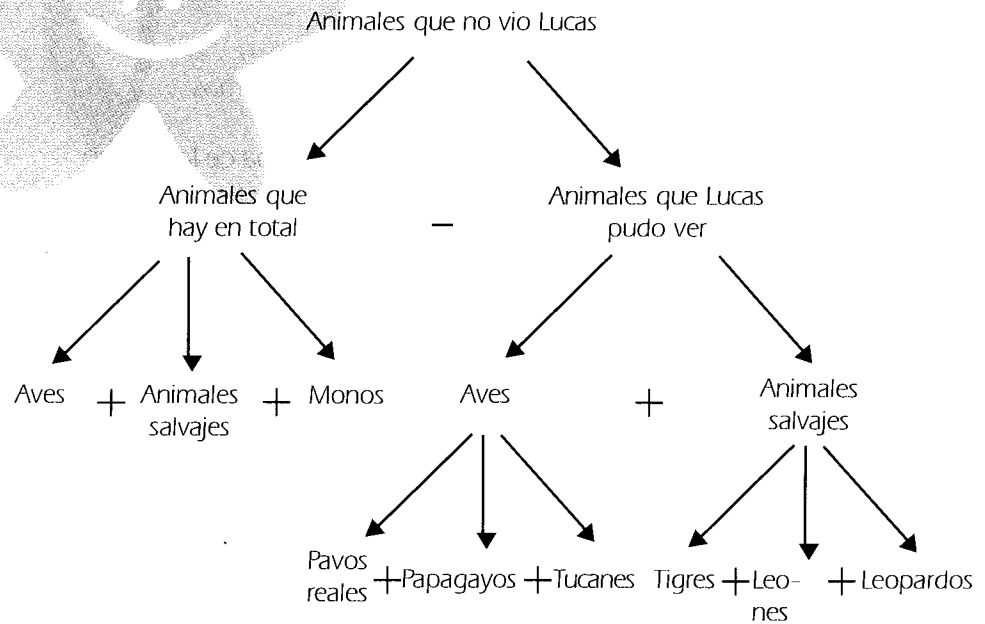 Animales que no vio Lucas
Animales que
hay en total
–
Animales que Lucas
pudo ver
Aves
+
Animales
salvajes
+
Monos
Aves
+
Animales
salvajes
Pavos
reales
+
Papagayos
+
Tucanes
Tigres
+
Leo-
nes
+
Leopardos